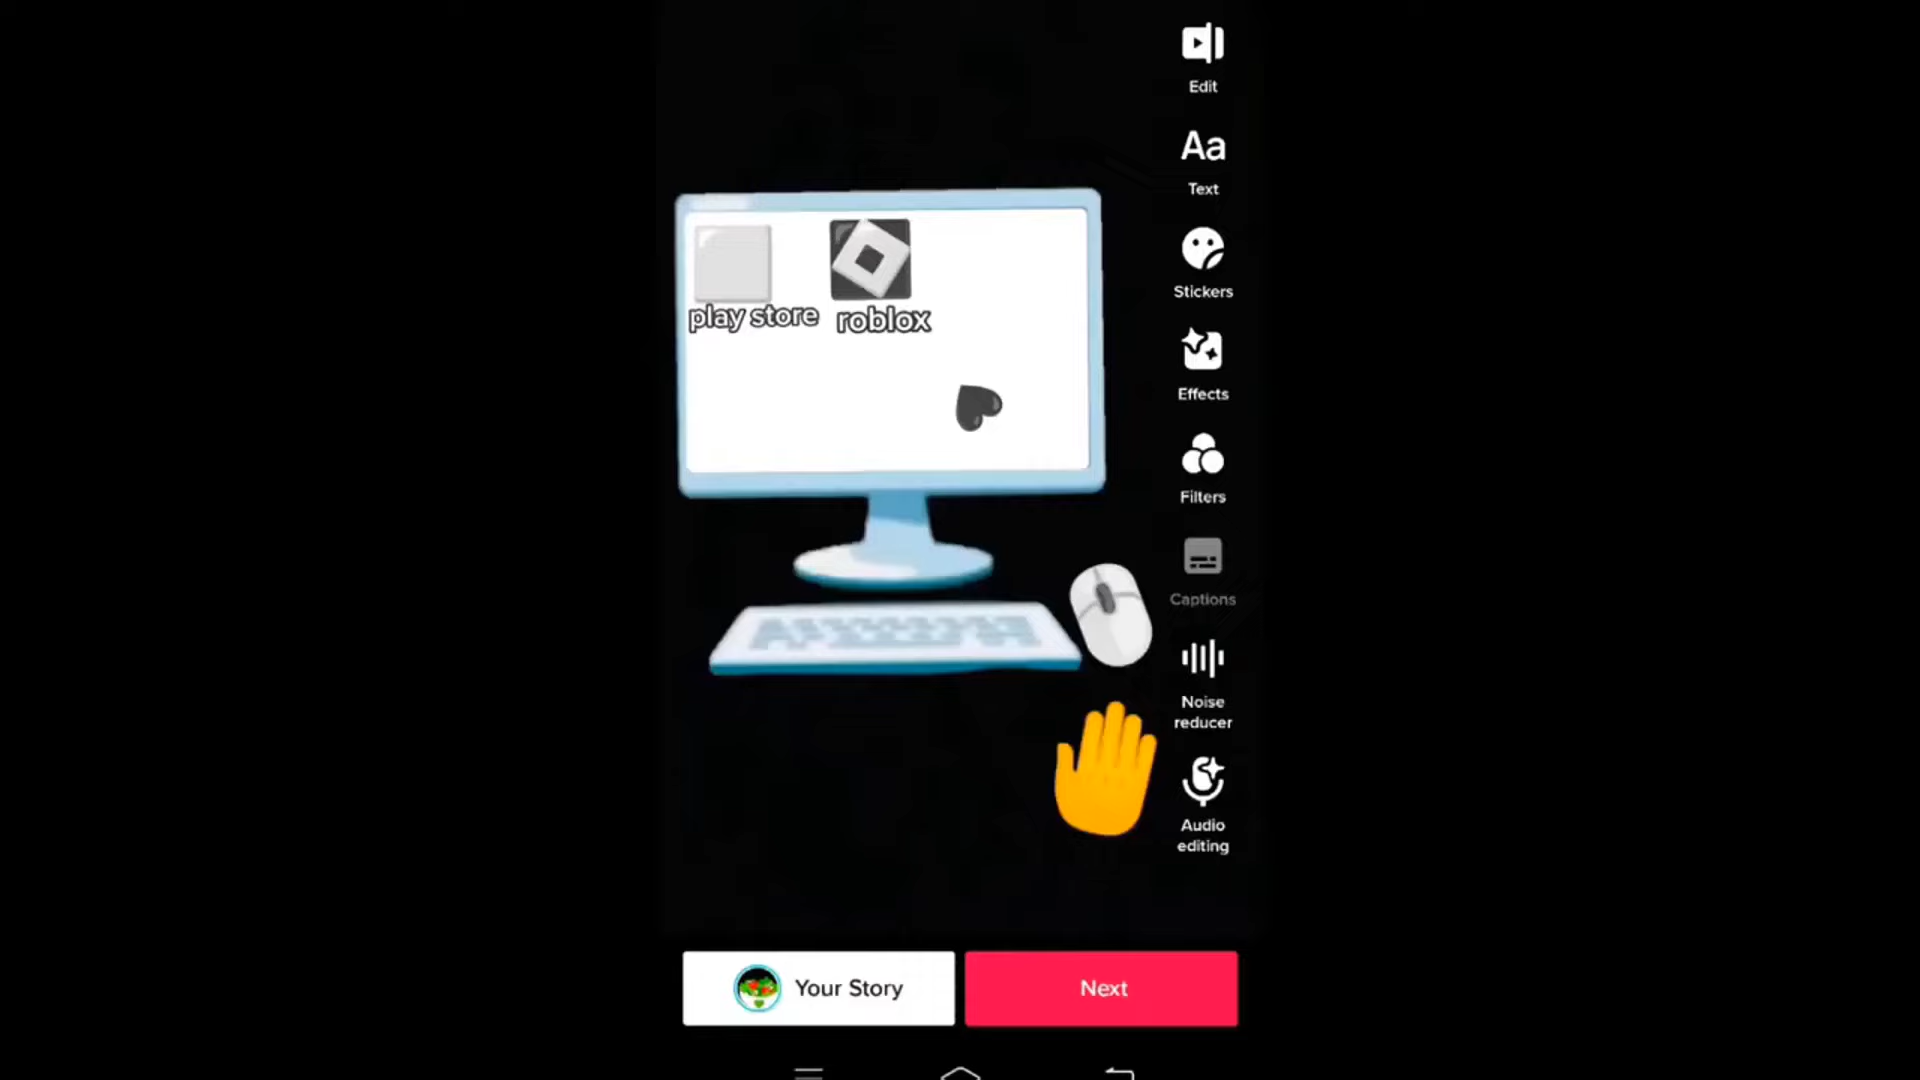 Edit
Aa
Text
Stickers
Effects
Filters
Captions
Noise
reducer
Audio
editing
play store
roblox
Your Story
Next